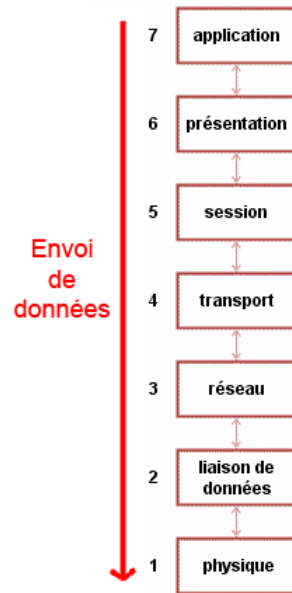 7 application
6 présentation
5 session
Envoi
de
données
4 transport
3 réseau
2 liaison de
données
1 physique